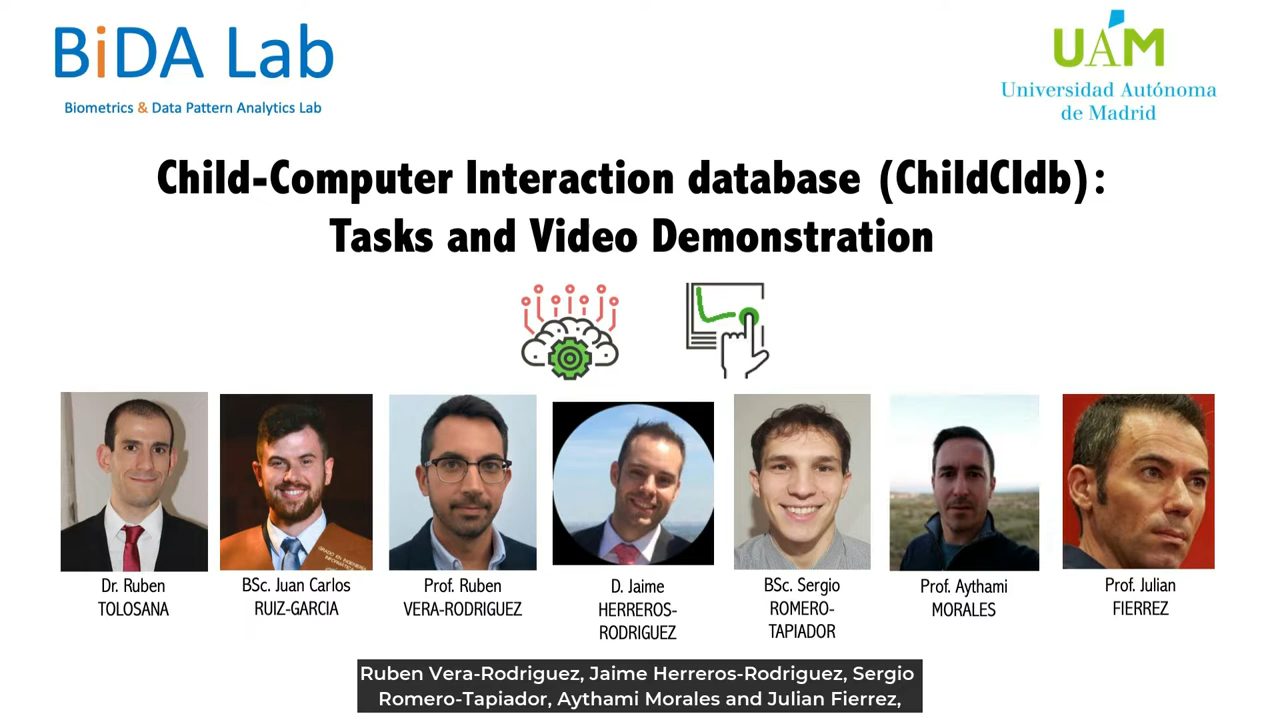 BiDA Lab
Biometrics & Data Pattern Analytics Lab
UAM
Universidad Autónoma
de Madrid
Child-Computer Interaction database (ChildCIdb):
Tasks and Video Demonstration
Dr. Ruben
TOLOSANA
BSc. Juan Carlos
RUIZ-GARCIA
Prof. Ruben
VERA-RODRIGUEZ
D. Jaime
HERREROS-
RODRIGUEZ
BSc. Sergio
ROMERO-
TAPIADOR
Prof. Aythami
MORALES
Prof. Julian
FIERREZ
Ruben Vera-Rodriguez, Jaime Herreros-Rodriguez, Sergio
Romero-Tapiador, Aythami Morales and Julian Fierrez,